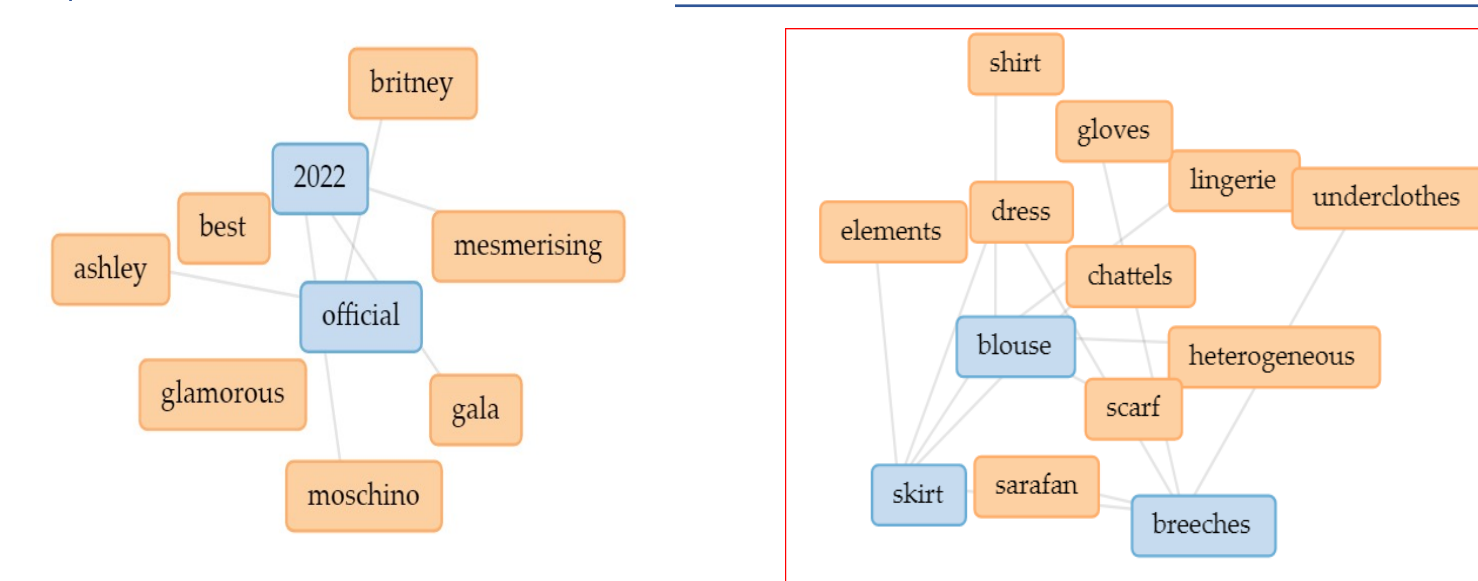 britney
2022
best
mesmerising
ashley
official
glamorous
gala
moschino
shirt
gloves
lingerie
underclothes
dress
elements
chattels
blouse
heterogeneous
scarf
skirt
sarafan
breeches